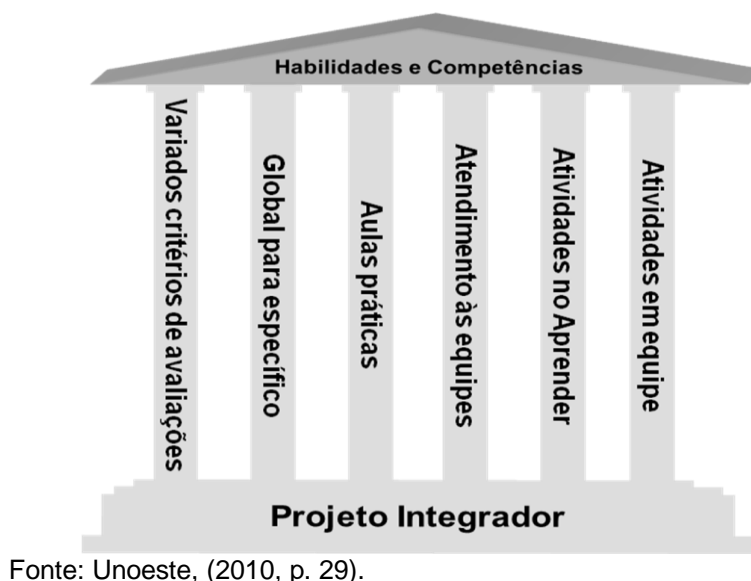 Habilidades e Competências
Variados critérios de avaliações
Global para específico
Aulas práticas
Atendimento às equipes
Atividades no Aprender
Atividades em equipe
Projeto Integrador
Fonte: Unoeste, (2010, p. 29).